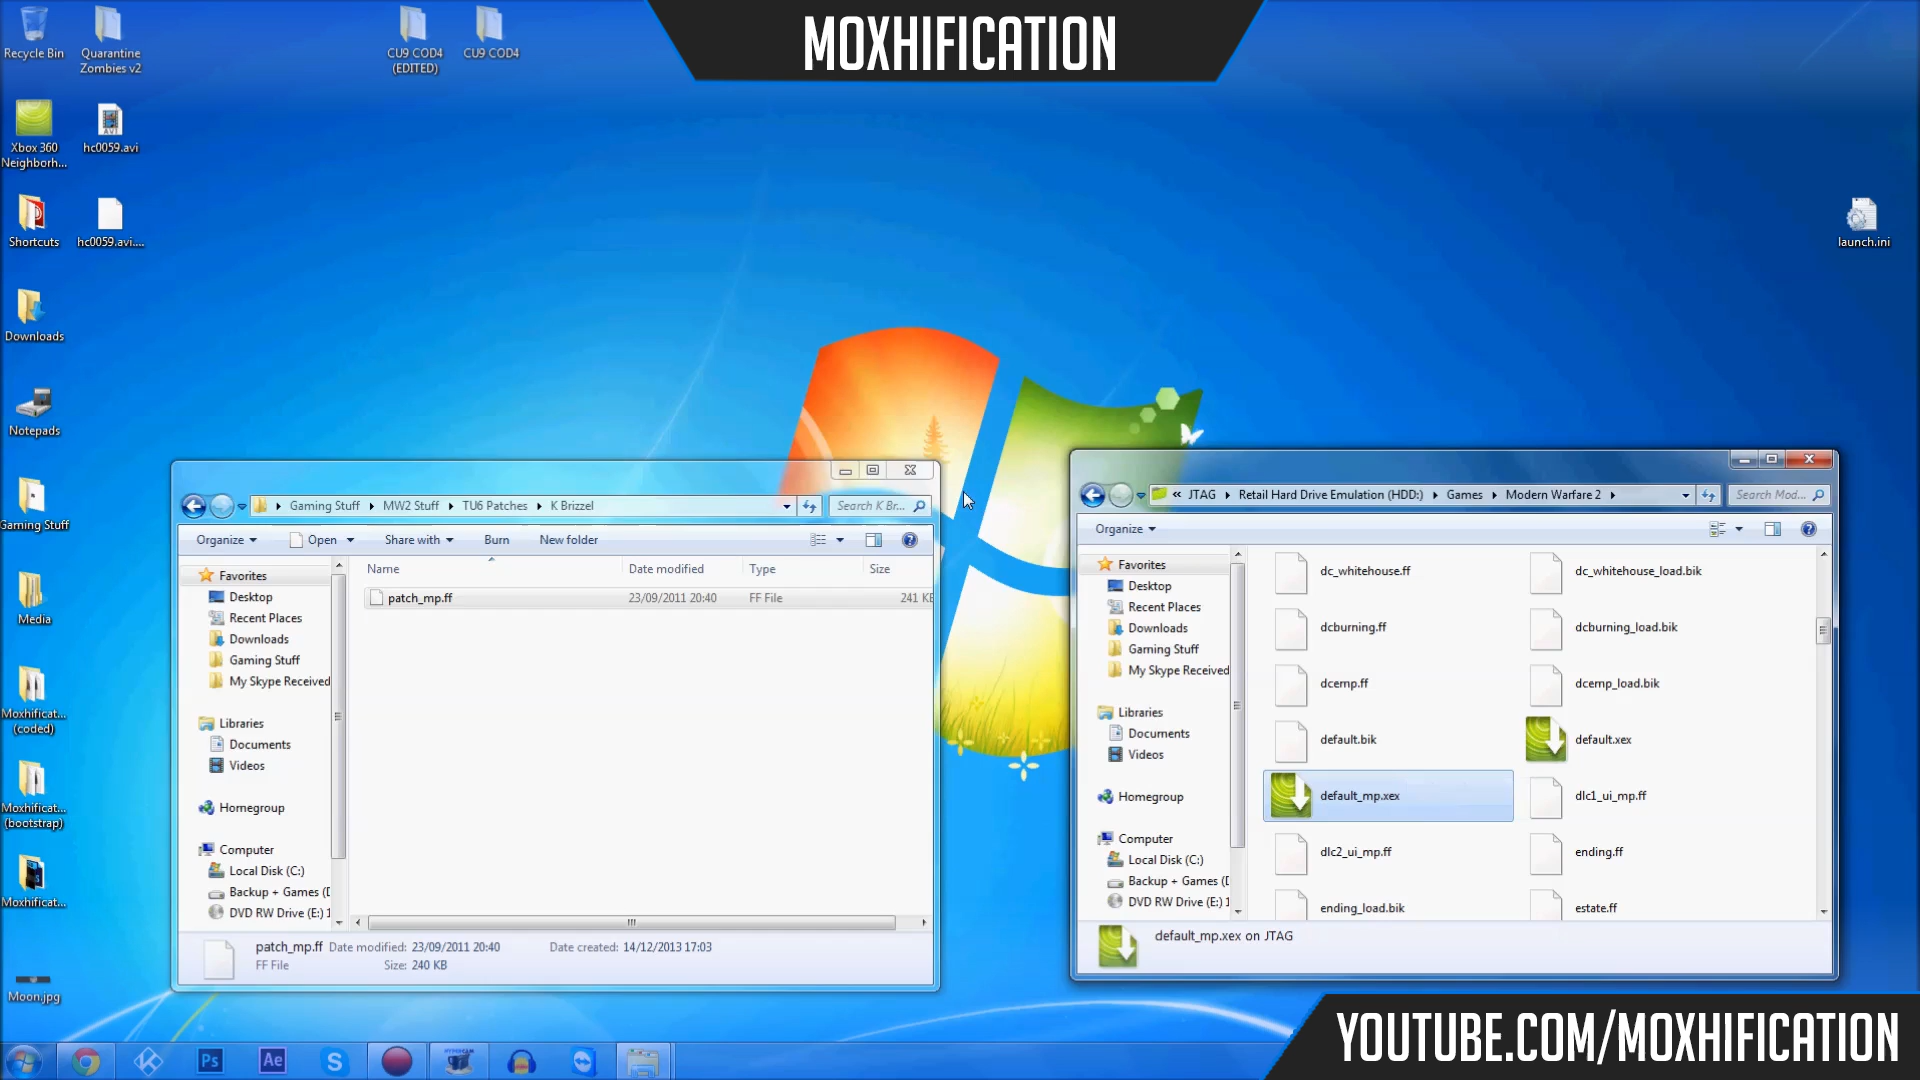 MOXHIFICATION
Recycle Bin
Quarantine
Zombies v2
CU9 COD4
(EDITED)
CU9 COD4
Xbox 360
Neighborh...
hc0059.avi
AVI
Shortcuts
hc0059.avi....
launch.ini
Downloads
Notepads
Gaming Stuff
Media
Moxhificat...
(coded)
Moxhificat...
(bootstrap)
Moxhificat...
Moon.jpg
Gaming Stuff
MW2 Stuff
TU6 Patches
K Brizzel
Search K Br...
Organize
Open
Share with
Burn
New folder
Favorites
Desktop
Recent Places
Downloads
Gaming Stuff
My Skype Received
Libraries
Documents
Videos
Homegroup
Computer
Local Disk (C:)
Backup + Games (D
DVD RW Drive (E:) 1
Name
Date modified
Type
Size
patch_mp.ff
23/09/2011 20:40
FF File
241 KB
patch_mp.ff Date modified: 23/09/2011 20:40 Date created: 14/12/2013 17:03
FF File Size: 240 KB
« JTAG
Retail Hard Drive Emulation (HDD:)
Games
Modern Warfare 2
Search Mod...
Organize
Favorites
Desktop
Recent Places
Downloads
Gaming Stuff
My Skype Received
Libraries
Documents
Videos
Homegroup
Computer
Local Disk (C:)
Backup + Games (D
DVD RW Drive (E:) 1
dc_whitehouse.ff
dc_whitehouse_load.bik
dcburning.ff
dcburning_load.bik
dcemp.ff
dcemp_load.bik
default.bik
default.xex
default_mp.xex
dlc1_ui_mp.ff
dlc2_ui_mp.ff
ending.ff
ending_load.bik
estate.ff
default_mp.xex on JTAG
Ps
Ae
S
YOUTUBE.COM/MOXHIFICATION